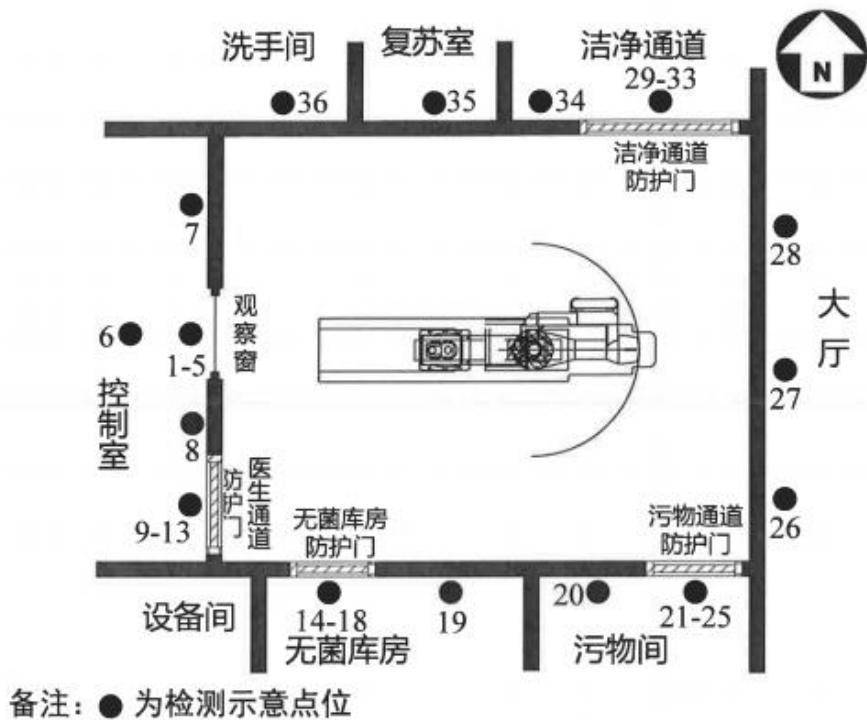 洗手间
复苏室
洁净通道
29-33
N
36
35
34
洁净通道
防护门
7
28
大厅
观察窗
6
1-5
27
控制室
8
医生通道
防护门
9-13
无菌库房
防护门
污物通道
防护门
26
设备间
14-18
19
20
21-25
无菌库房
污物间
备注：● 为检测示意点位